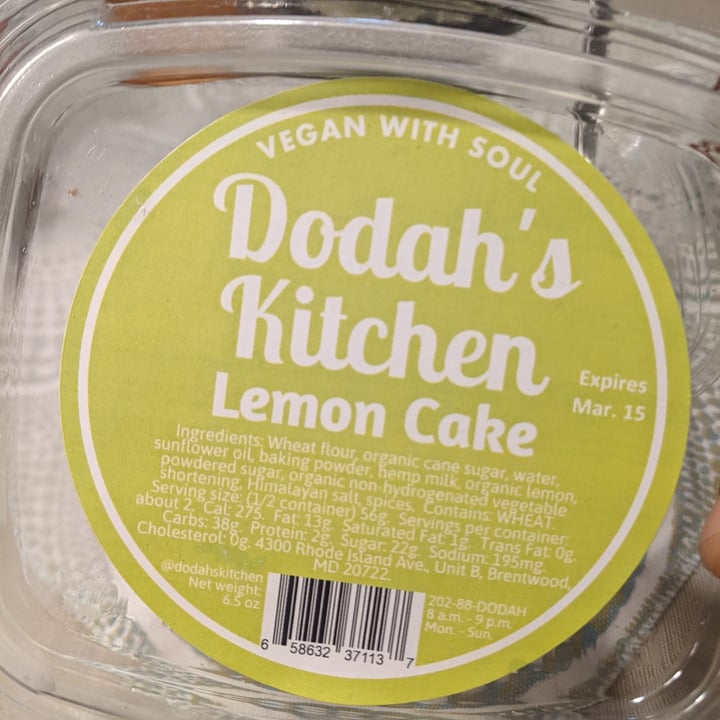 VEGAN WITH SOUL
Dodah's
Kitchen
Lemon Cake
Expires
Mar. 15
Ingredients: Wheat flour, organic cane sugar, water,
sunflower oil, baking powder, hemp milk, organic lemon,
powdered sugar, organic non-hydrogenated vegetable
shortening, Himalayan salt, spices. Contains: WHEAT.
Serving size: (1/2 container) 56g. Servings per container:
about 2. Cal: 275. Fat: 13g. Saturated Fat: 1g. Trans Fat: 0g.
Carbs: 38g. Protein: 2g. Sugar: 22g. Sodium: 195mg.
Cholesterol: 0g. 4300 Rhode Island Ave., Unit B, Brentwood,
MD 20722.
@dodahskitchen
Net weight:
6.5 oz
6 58632 37113 7
202-88-DODAH
8 a.m. - 9 p.m.
Mon. - Sun.